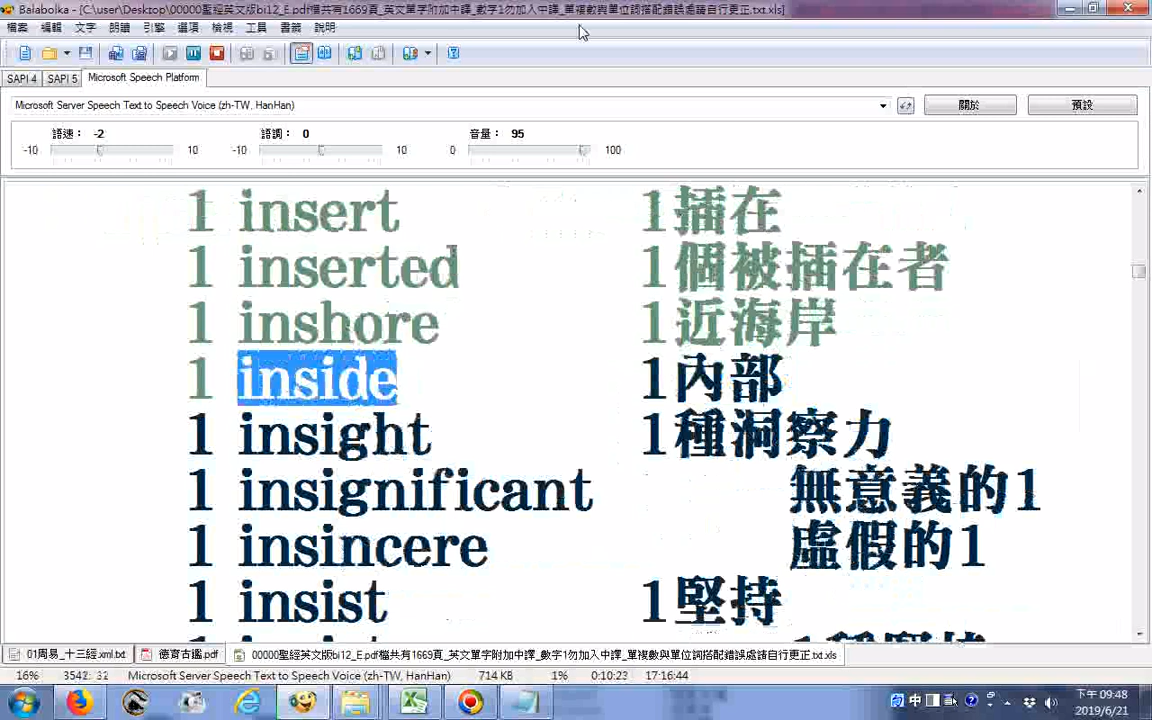 Balabolka - [C:\user\Desktop\00000聖經英文版bi12_E.pdf檔共有1669頁_英文單字附加中譯_數字1勿加入中譯_單複數與單位詞搭配錯誤處請自行更正.txt.xls]
檔案 編輯 文字 朗讀 引擎 選項 檢視 工具 書籤 說明
SAPI 4 SAPI 5 Microsoft Speech Platform
Microsoft Server Speech Text to Speech Voice (zh-TW, HanHan) 關於 預設
語速： -2 語調： 0 音量： 95
-10 10 -10 10 0 100
1 insert 1插在
1 inserted 1個被插在者
1 inshore 1近海岸
1 inside 1內部
1 insight 1種洞察力
1 insignificant 無意義的1
1 insincere 虛假的1
1 insist 1堅持
01周易_十三經.xml.txt 德育古鑑.pdf 00000聖經英文版bi12_E.pdf檔共有1669頁_英文單字附加中譯_數字1勿加入中譯_單複數與單位詞搭配錯誤處請自行更正.txt.xls
16% 3542: 32 Microsoft Server Speech Text to Speech Voice (zh-TW, HanHan) 714 KB 1% 0:10:23 17:16:44
中 下午 09:48
2019/6/21